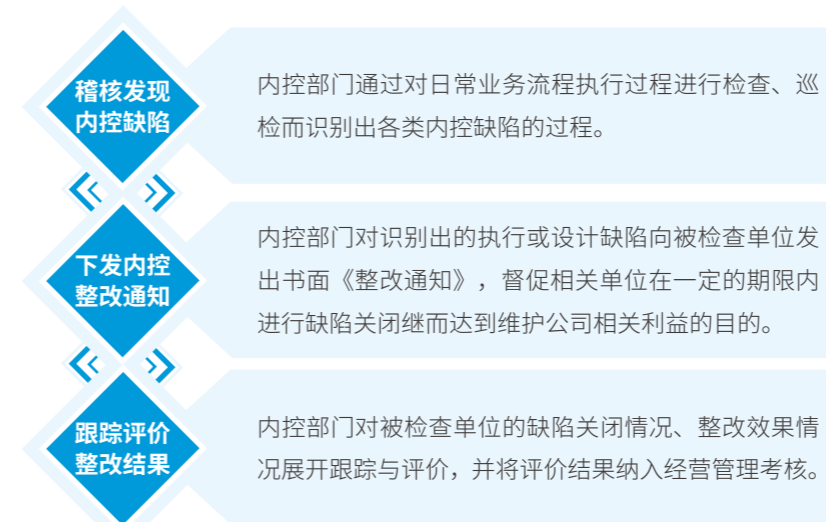 稽核发现
内控缺陷
内控部门通过对日常业务流程执行过程进行检查、巡
检而识别出各类内控缺陷的过程。
下发内控
整改通知
内控部门对识别出的执行或设计缺陷向被检查单位发
出书面《整改通知》，督促相关单位在一定的期限内
进行缺陷关闭继而达到维护公司相关利益的目的。
跟踪评价
整改结果
内控部门对被检查单位的缺陷关闭情况、整改效果情
况展开跟踪与评价，并将评价结果纳入经营管理考核。